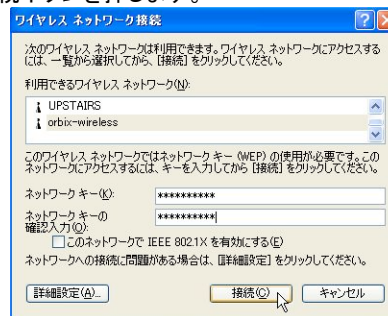 ワイヤレス ネットワーク接続
次のワイヤレス ネットワークは利用できます。ワイヤレス ネットワークにアクセスする
には、一覧から選択してから、[接続] をクリックしてください。
利用できるワイヤレス ネットワーク(N):
UPSTAIRS
orbix-wireless
このワイヤレス ネットワークではネットワーク キー (WEP) の使用が必要です。この
ネットワークにアクセスするには、キーを入力してから [接続] をクリックしてください。
ネットワーク キー(K): **********
ネットワーク キーの
確認入力(O): **********
このネットワークで IEEE 802.1X を有効にする(E)
ネットワークへの接続に問題がある場合は、[詳細設定] をクリックしてください。
詳細設定(A)... 接続(C) キャンセル